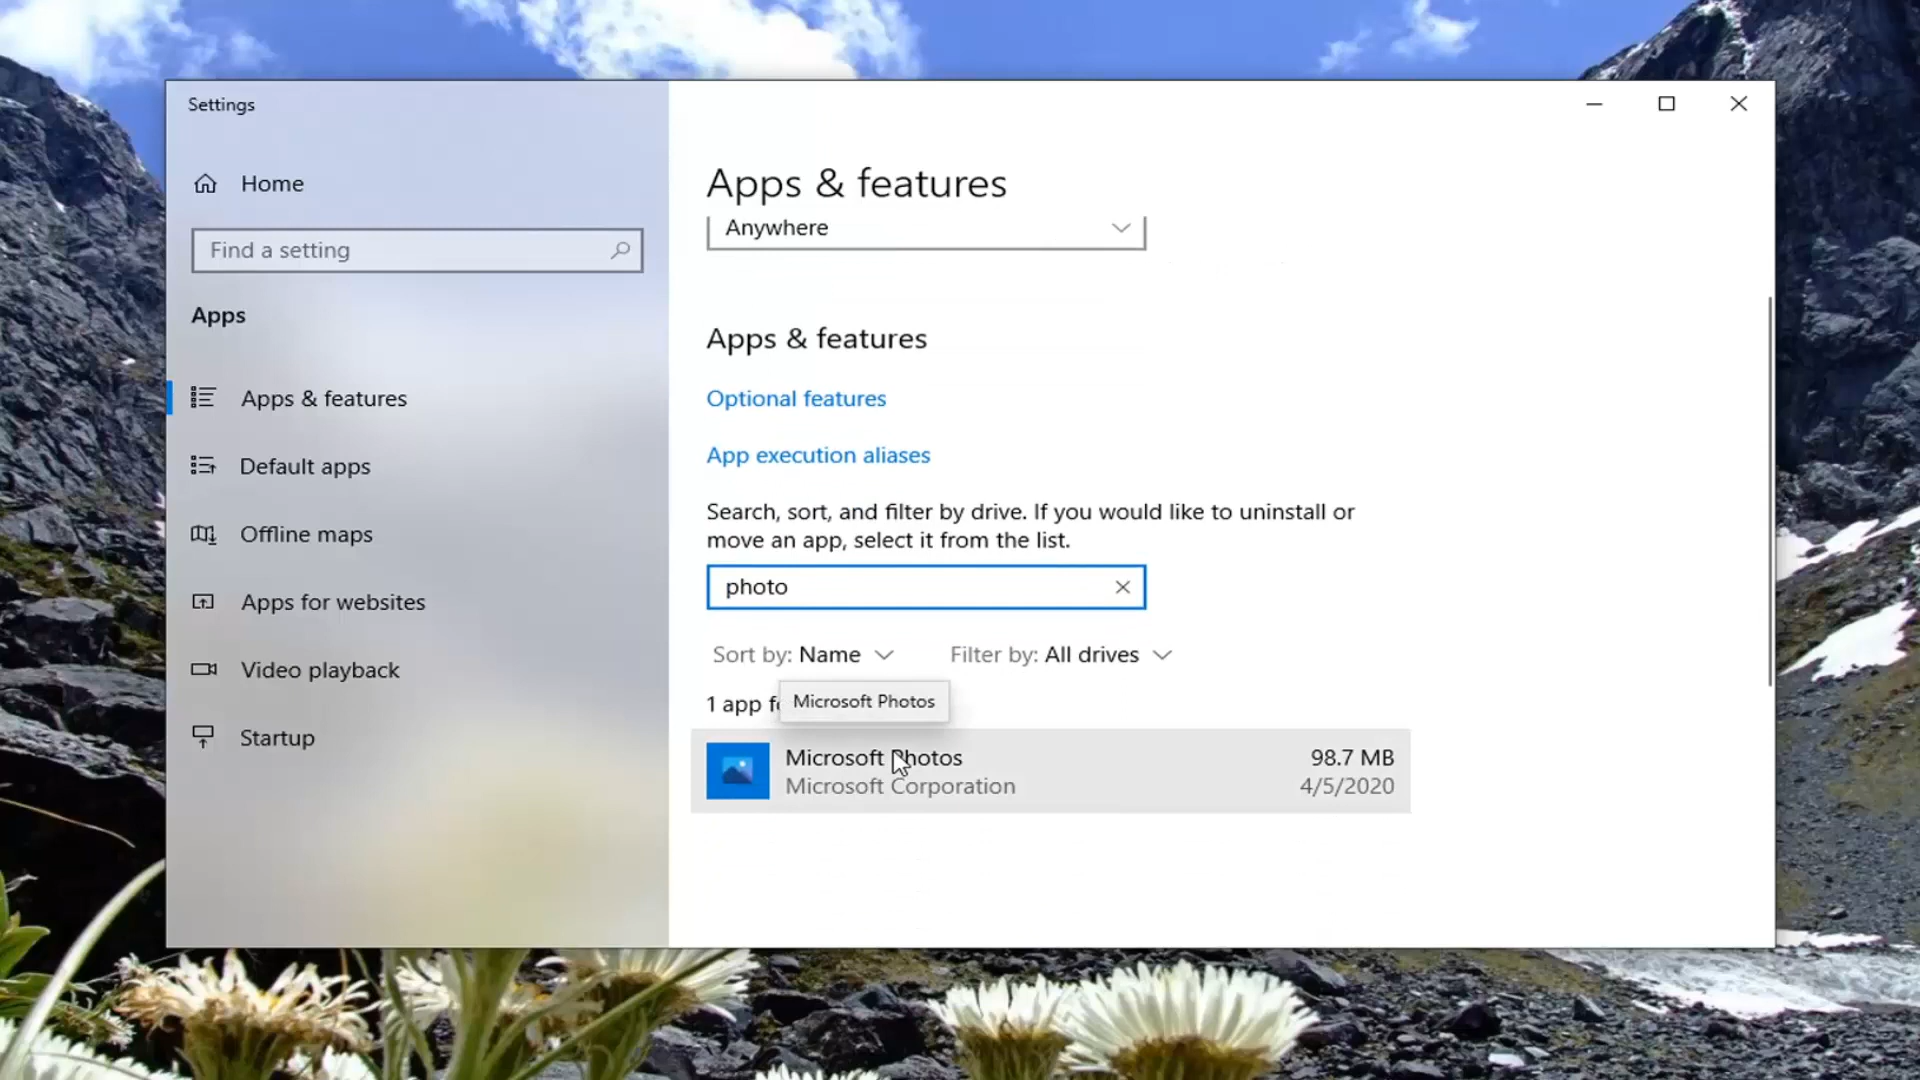 Settings
Home
Find a setting
Apps
Apps & features
Default apps
Offline maps
Apps for websites
Video playback
Startup
Apps & features
Anywhere
Apps & features
Optional features
App execution aliases
Search, sort, and filter by drive. If you would like to uninstall or
move an app, select it from the list.
photo
Sort by: Name
Filter by: All drives
1 app
Microsoft Photos
Microsoft Photos
98.7 MB
Microsoft Corporation
4/5/2020